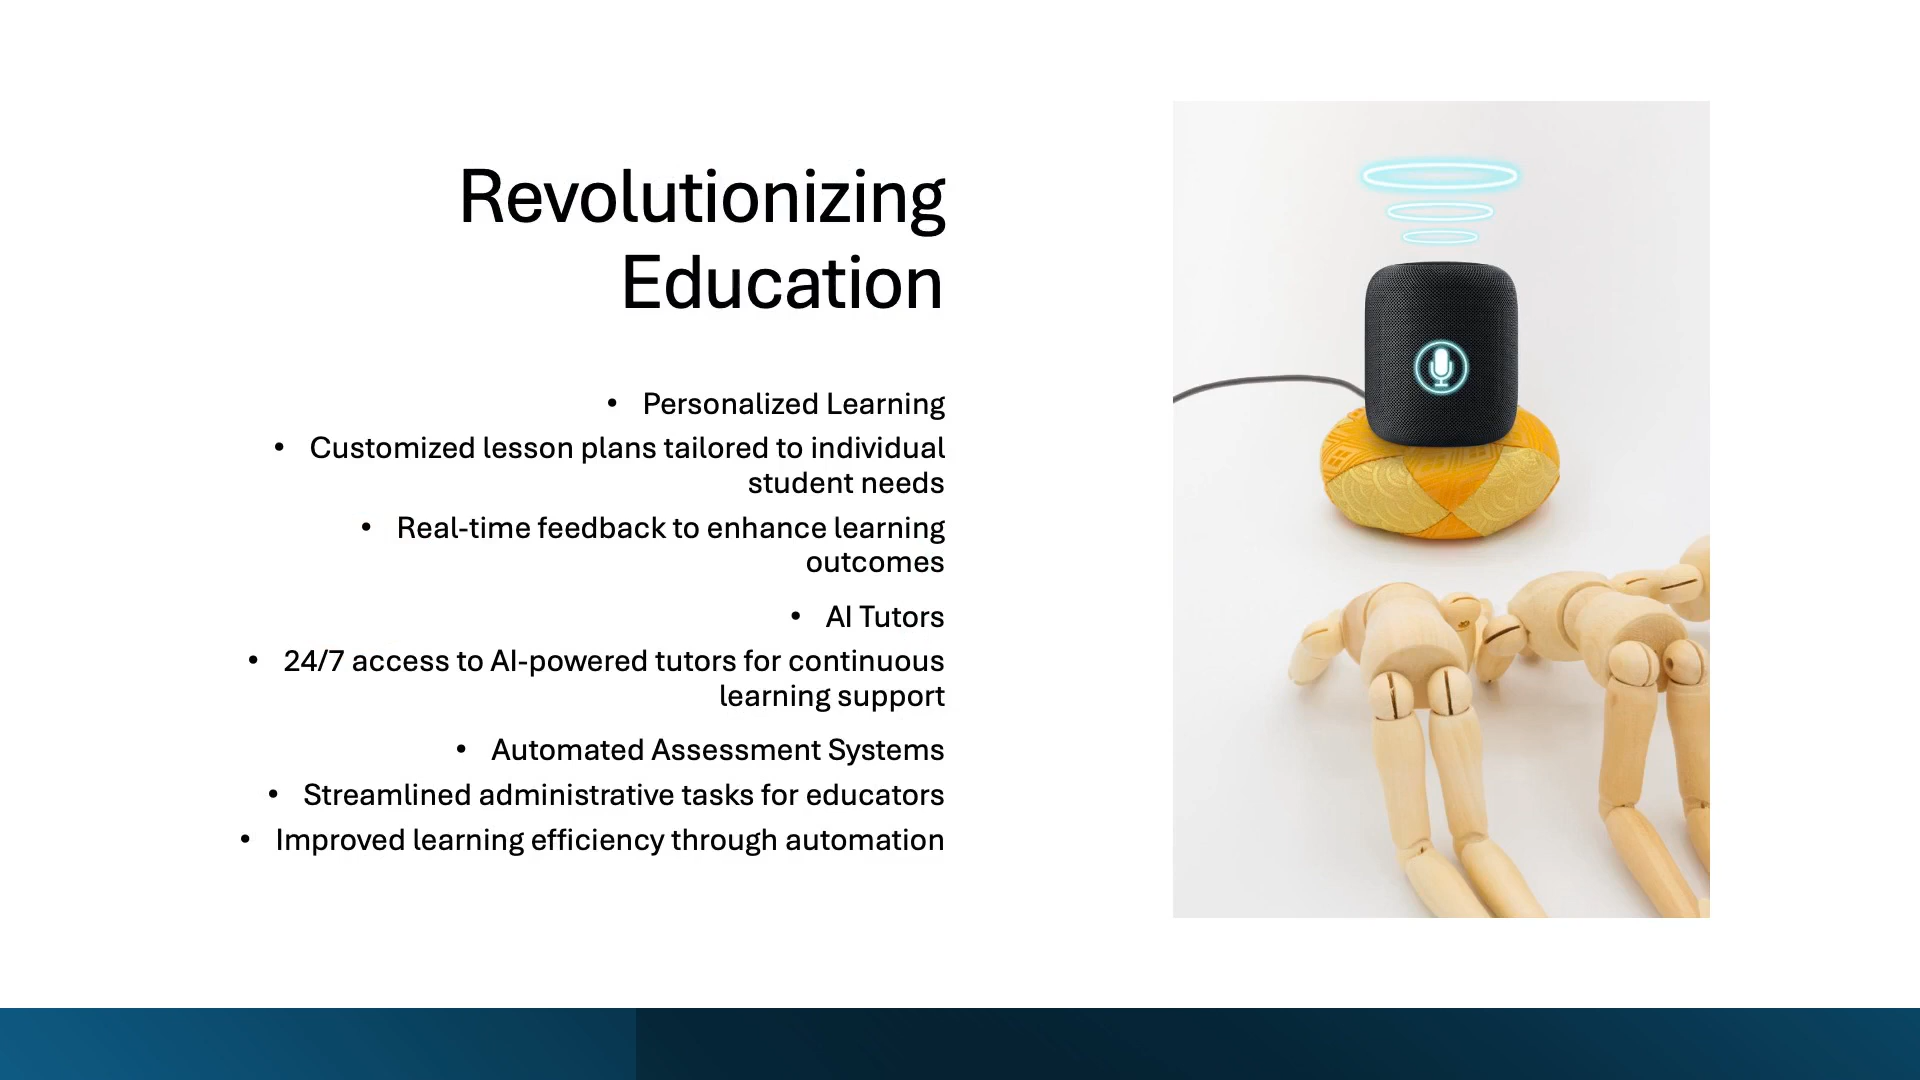 Revolutionizing
Education
• Personalized Learning
• Customized lesson plans tailored to individual
student needs
• Real-time feedback to enhance learning
outcomes
• AI Tutors
• 24/7 access to AI-powered tutors for continuous
learning support
• Automated Assessment Systems
• Streamlined administrative tasks for educators
• Improved learning efficiency through automation